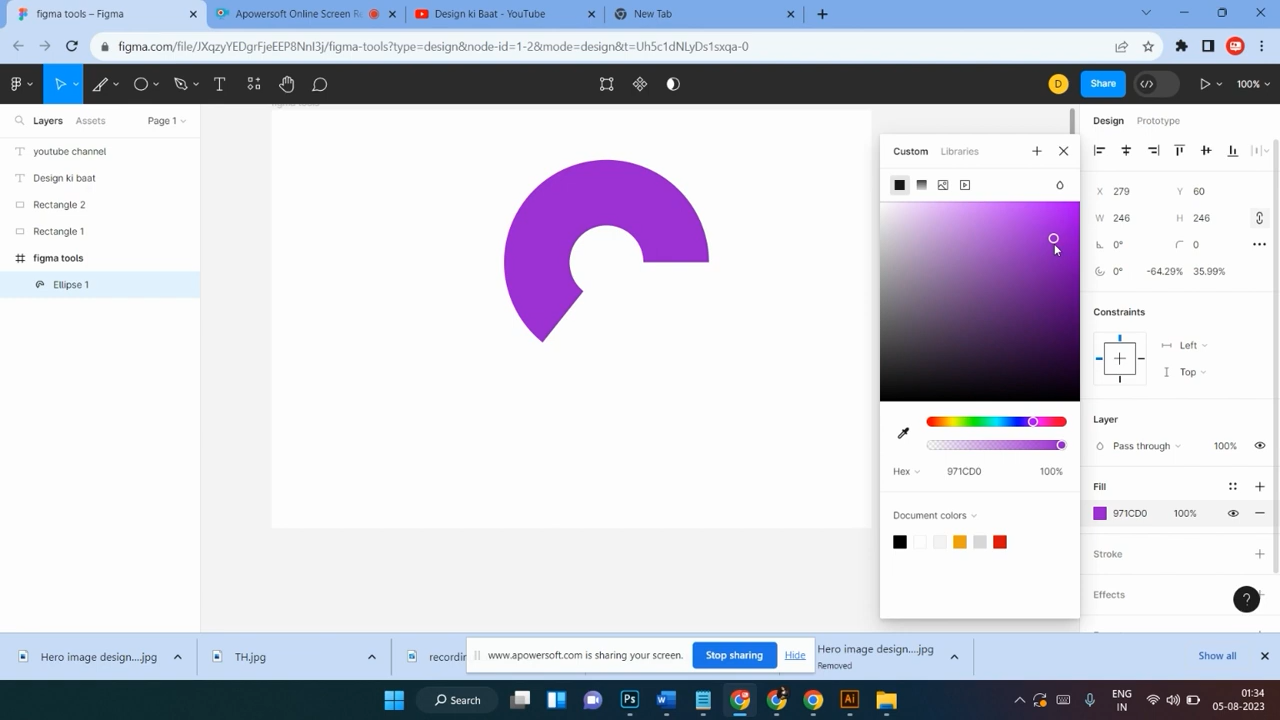 figma tools – Figma
Apowersoft Online Screen Re
Design ki Baat - YouTube
New Tab
figma.com/file/JXqzyYEDgrFjeEEP8NnI3j/figma-tools?type=design&node-id=1-2&mode=design&t=Uh5c1dNLyDs1sxqa-0
D
Share
100%
Layers
Assets
Page 1
youtube channel
Design ki baat
Rectangle 2
Rectangle 1
figma tools
Ellipse 1
figma tools
Custom
Libraries
Hex
971CD0
100%
Document colors
Design
Prototype
X 279 Y 60
W 246 H 246
0° 0
0° -64.29% 35.99%
Constraints
Left
Top
Layer
Pass through 100%
Fill
971CD0 100%
Stroke
Effects
?
Hero image design....jpg
TH.jpg
recordin
www.apowersoft.com is sharing your screen.
Stop sharing
Hide
Hero image design....jpg
Removed
Show all
Search
Ps
Ai
ENG
IN
01:34
05-08-2023